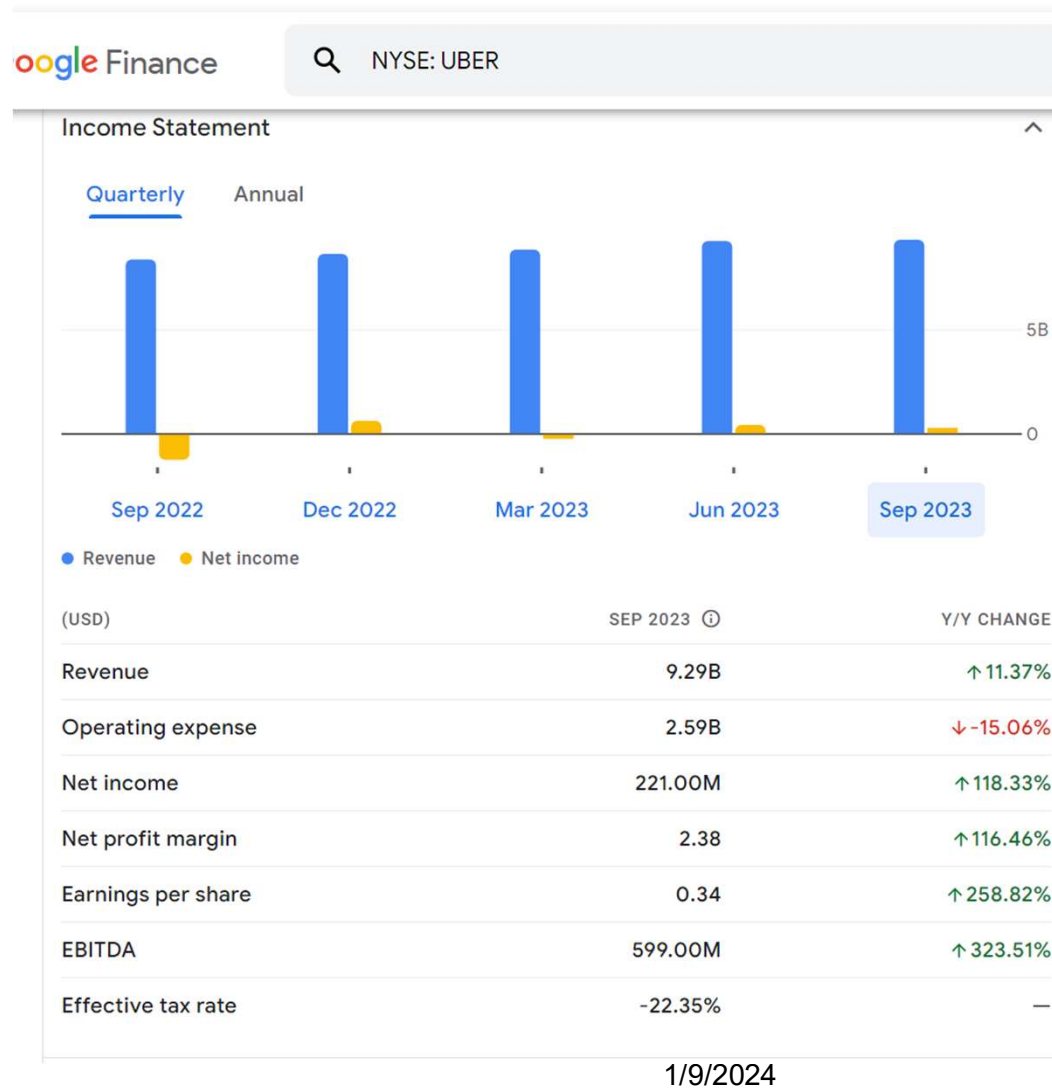 oogle Finance
NYSE: UBER
Income Statement
Quarterly Annual
5B
0
Sep 2022 Dec 2022 Mar 2023 Jun 2023 Sep 2023
Revenue Net income
(USD) SEP 2023 Y/Y CHANGE
Revenue 9.29B ↑11.37%
Operating expense 2.59B ↓-15.06%
Net income 221.00M ↑118.33%
Net profit margin 2.38 ↑116.46%
Earnings per share 0.34 ↑258.82%
EBITDA 599.00M ↑323.51%
Effective tax rate -22.35% —
1/9/2024